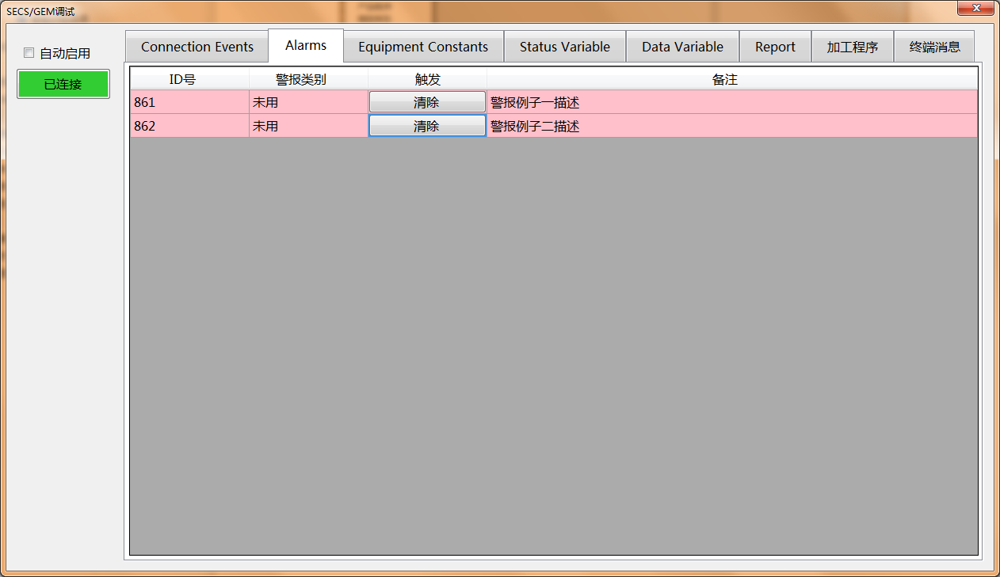 SECS/GEM调试
自动启用
已连接
Connection Events Alarms Equipment Constants Status Variable Data Variable Report 加工程序 终端消息
ID号 警报类别 触发 备注
861 未用 清除 警报例子一描述
862 未用 清除 警报例子二描述